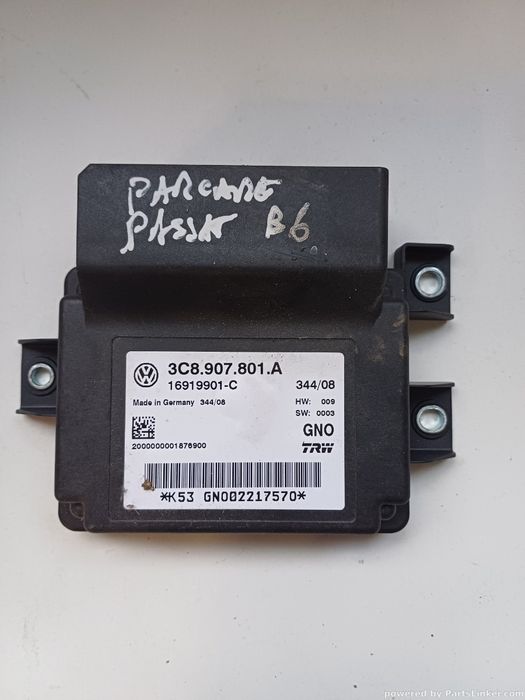 PARCARE
PASSAT B6
3C8.907.801.A
16919901-C 344/08
Made in Germany 344/08 HW: 009
SW: 0003
GNO
2000000001876900 TRW
*K53 GNO02217570*
powered by PartsLinker.com